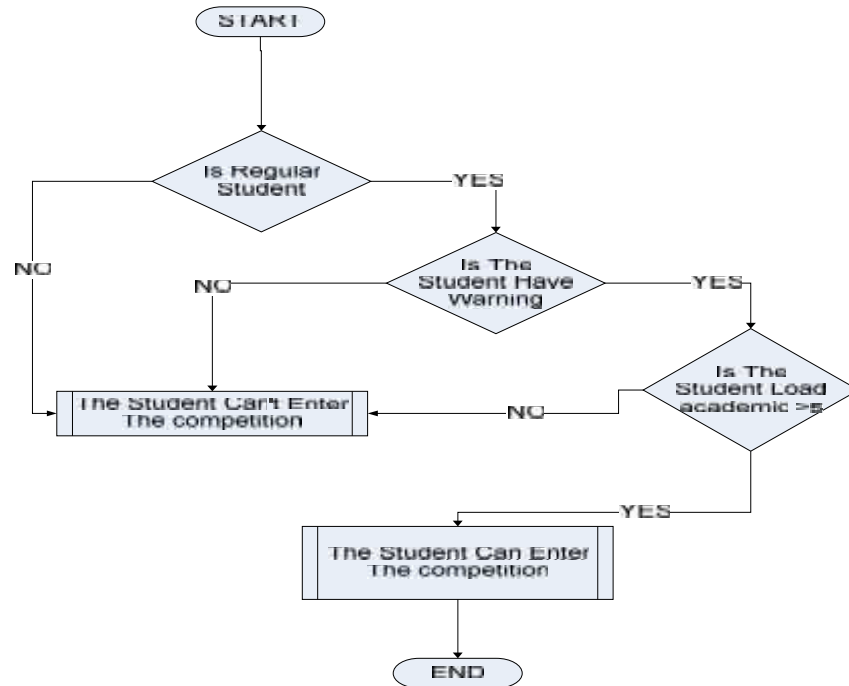 START
Is Regular
Student
YES
NO
Is The
Student Have
Warning
NO
YES
Is The
Student Load
academic >5
The Student Can't Enter
The competition
NO
YES
The Student Can Enter
The competition
END